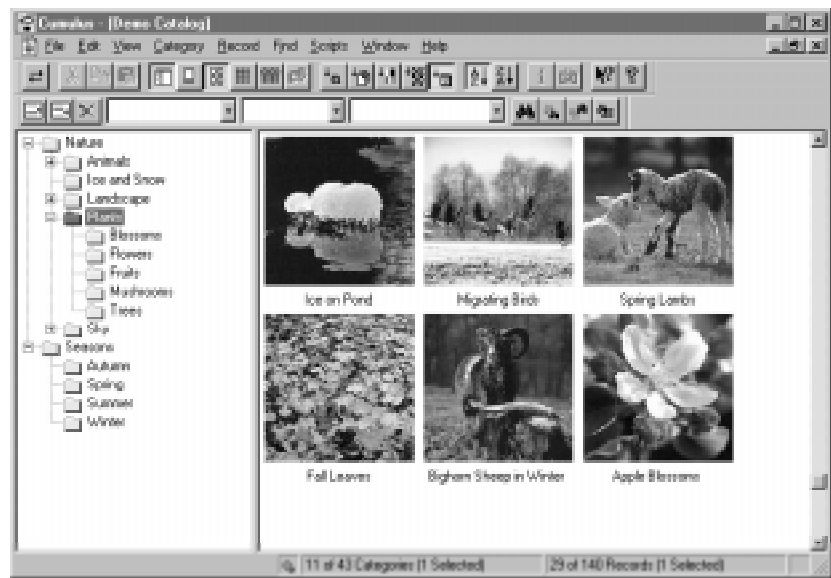 Cumulus - [Demo Catalog]
File Edit View Category Record Find Scripts Window Help
Nature
Animals
Ice and Snow
Landscape
Plants
Blossoms
Flowers
Fruits
Mushrooms
Trees
Sky
Seasons
Autumn
Spring
Summer
Winter
Ice on Pond Migrating Birds Spring Lambs
Fall Leaves Bighorn Sheep in Winter Apple Blossoms
11 of 43 Categories (1 Selected) 29 of 140 Records (1 Selected)